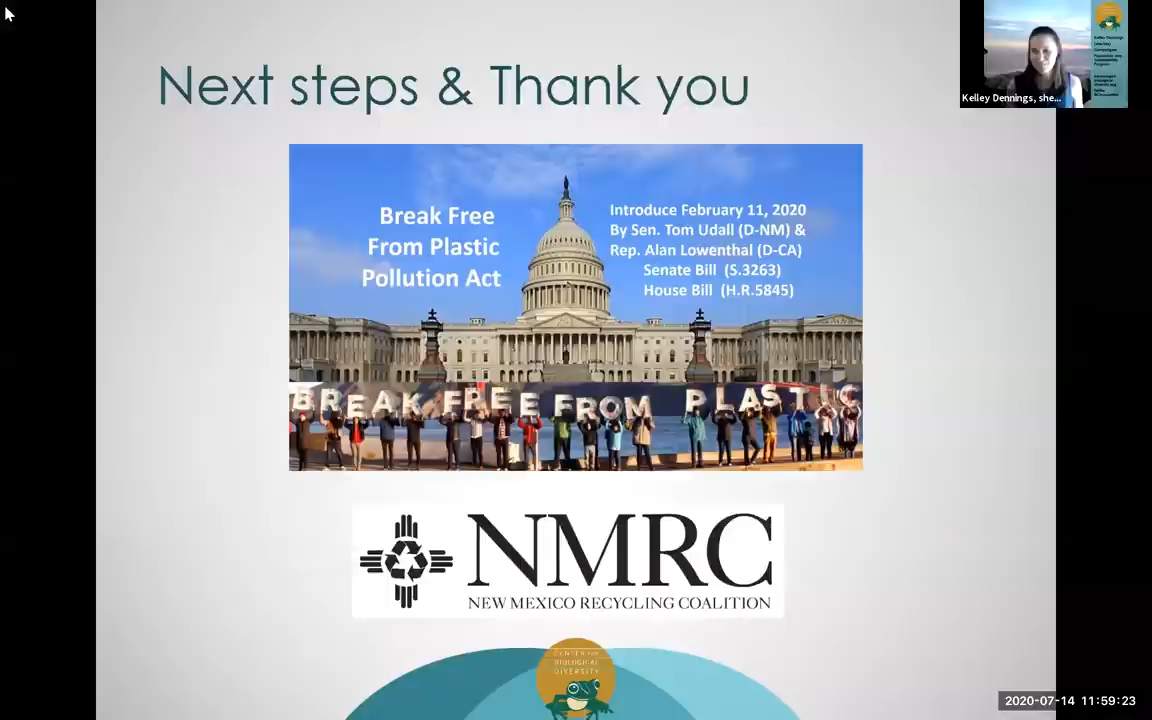 Next steps & Thank you
Break Free
From Plastic
Pollution Act
Introduce February 11, 2020
By Sen. Tom Udall (D-NM) &
Rep. Alan Lowenthal (D-CA)
Senate Bill (S.3263)
House Bill (H.R.5845)
BREAK FREE FROM PLASTIC
NMRC
NEW MEXICO RECYCLING COALITION
CENTER for
BIOLOGICAL
DIVERSITY
Kelley Dennings
Kelley Dennings, she...
2020-07-14 11:59:23